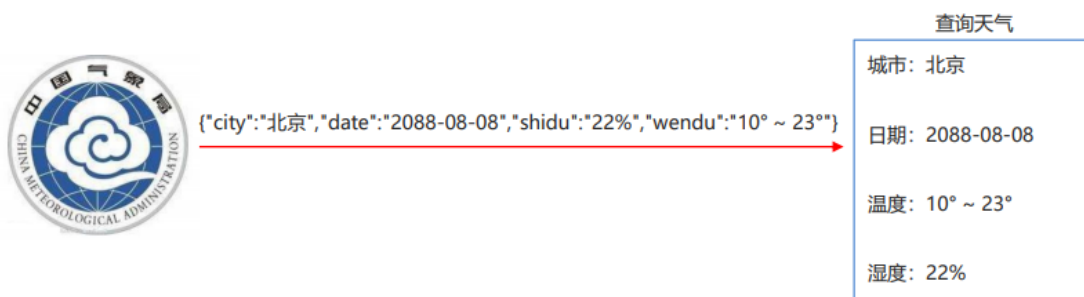 查询天气
中国气象局
CHINA METEOROLOGICAL ADMINISTRATION
{"city":"北京","date":"2088-08-08","shidu":"22%","wendu":"10° ~ 23°"}
城市：北京
日期：2088-08-08
温度：10° ~ 23°
湿度：22%